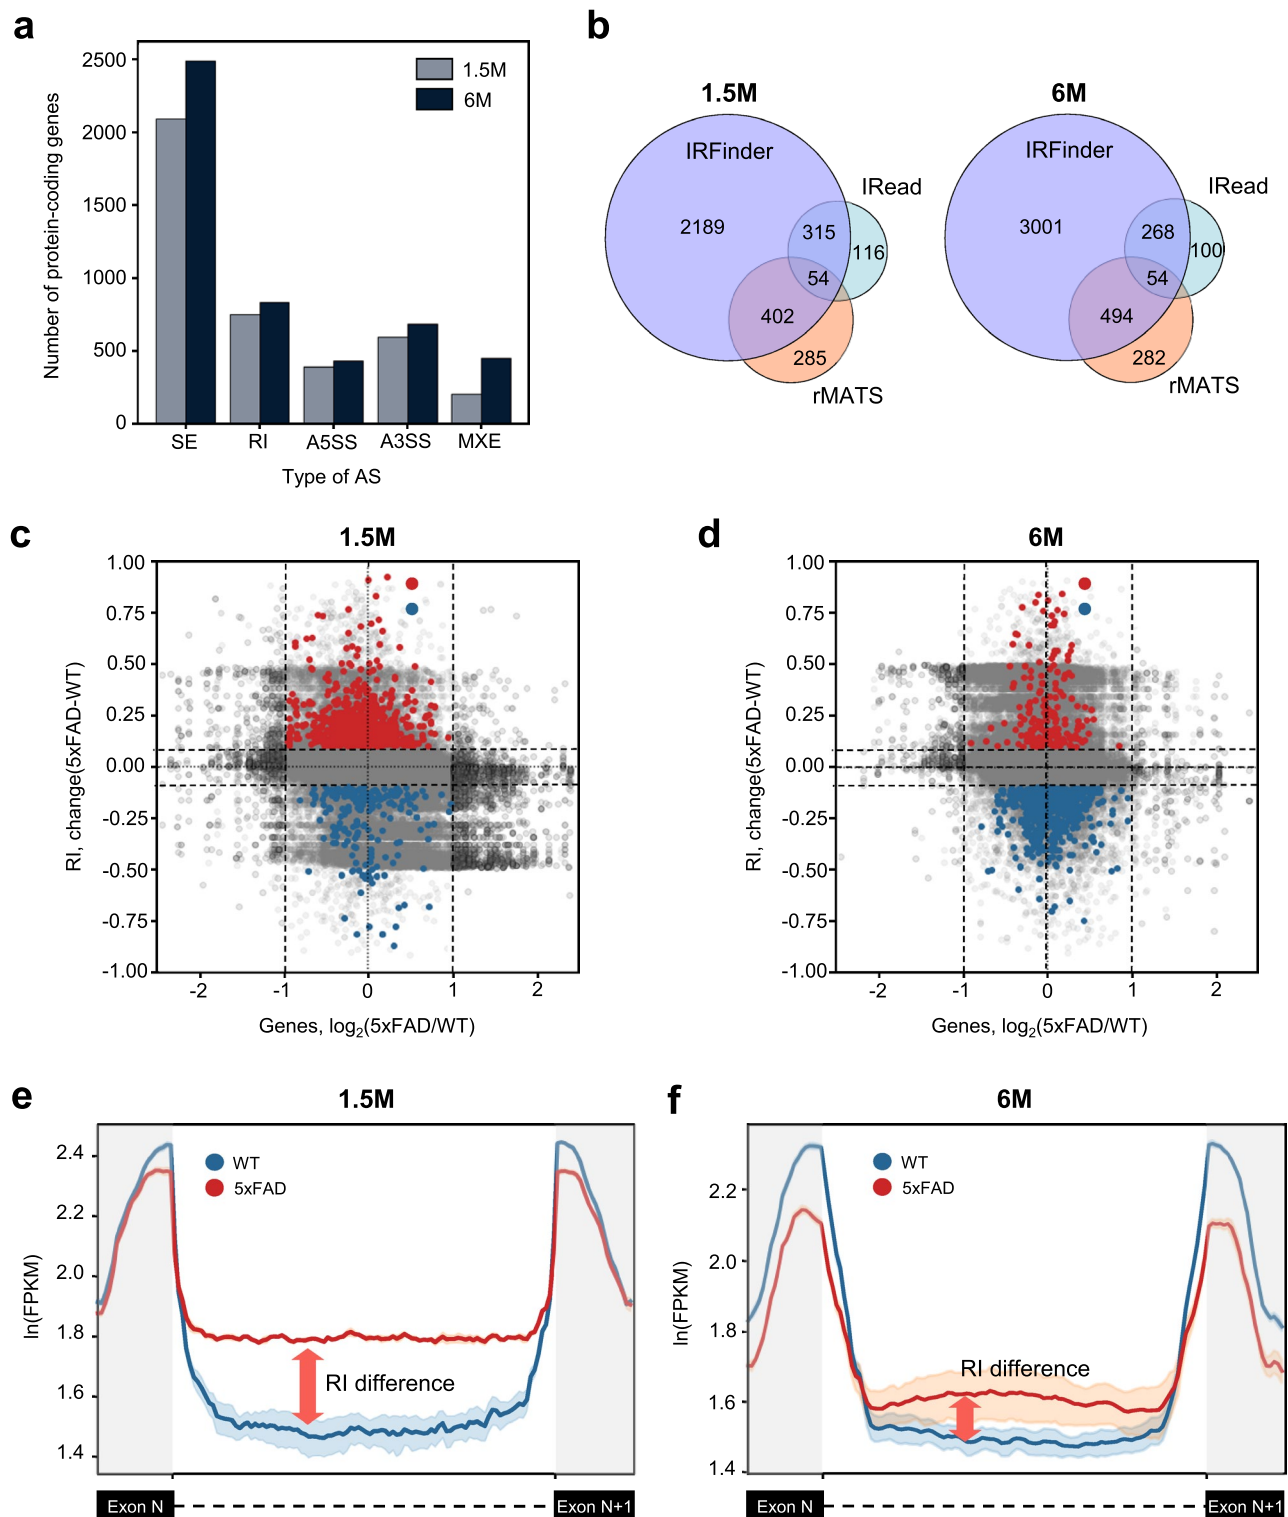 a
Number of protein-coding genes
2500
2000
1500
1000
500
0
1.5M
6M
SE RI A5SS A3SS MXE
Type of AS
b
1.5M
IRFinder
IRead
2189
315
116
54
402
285
rMATS
6M
IRFinder
IRead
3001
268
100
54
494
282
rMATS
c
1.5M
RI, change(5xFAD-WT)
1.00
0.75
0.50
0.25
0.00
-0.25
-0.50
-0.75
-1.00
-2 -1 0 1 2
Genes, log2(5xFAD/WT)
d
6M
RI, change(5xFAD-WT)
1.00
0.75
0.50
0.25
0.00
-0.25
-0.50
-0.75
-1.00
-2 -1 0 1 2
Genes, log2(5xFAD/WT)
e
1.5M
ln(FPKM)
2.4
2.2
2.0
1.8
1.6
1.4
WT
5xFAD
RI difference
Exon N Exon N+1
f
6M
ln(FPKM)
2.2
2.0
1.8
1.6
1.4
WT
5xFAD
RI difference
Exon N Exon N+1